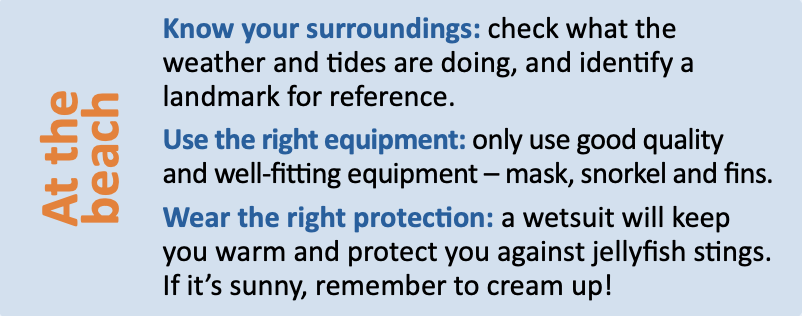 At the
beach
Know your surroundings: check what the
weather and tides are doing, and identify a
landmark for reference.
Use the right equipment: only use good quality
and well-fitting equipment – mask, snorkel and fins.
Wear the right protection: a wetsuit will keep
you warm and protect you against jellyfish stings.
If it’s sunny, remember to cream up!